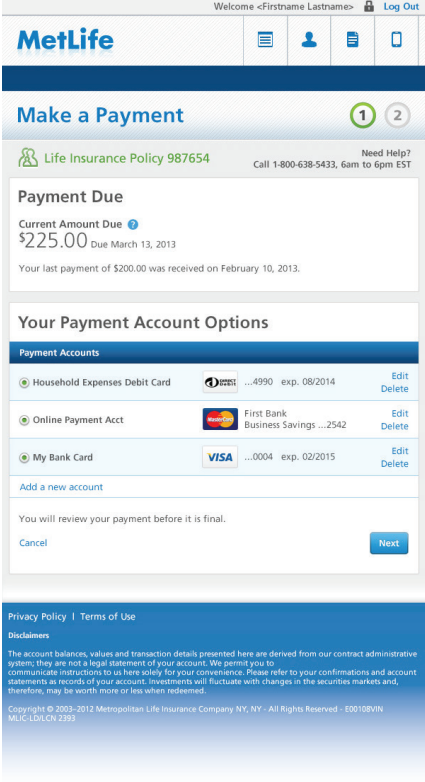 Welcome <Firstname Lastname> Log Out
MetLife
Make a Payment 1 2
Life Insurance Policy 987654
Need Help?
Call 1-800-638-5433, 6am to 6pm EST
Payment Due
Current Amount Due ?
$225.00 Due March 13, 2013
Your last payment of $200.00 was received on February 10, 2013.
Your Payment Account Options
Payment Accounts
Household Expenses Debit Card ...4990 exp. 08/2014 Edit
Delete
Online Payment Acct MasterCard First Bank Edit
Business Savings ...2542 Delete
My Bank Card VISA ...0004 exp. 02/2015 Edit
Delete
Add a new account
You will review your payment before it is final.
Cancel Next
Privacy Policy | Terms of Use
Disclaimers
The account balances, values and transaction details presented here are derived from our contract administrative
system; they are not a legal statement of your account. We permit you to
communicate instructions to us here solely for your convenience. Please refer to your confirmations and account
statements as records of your account. Investments will fluctuate with changes in the securities markets and,
therefore, may be worth more or less when redeemed.
Copyright © 2003-2012 Metropolitan Life Insurance Company NY, NY - All Rights Reserved - E00108VIN
MLIC-LD/LCN 2393